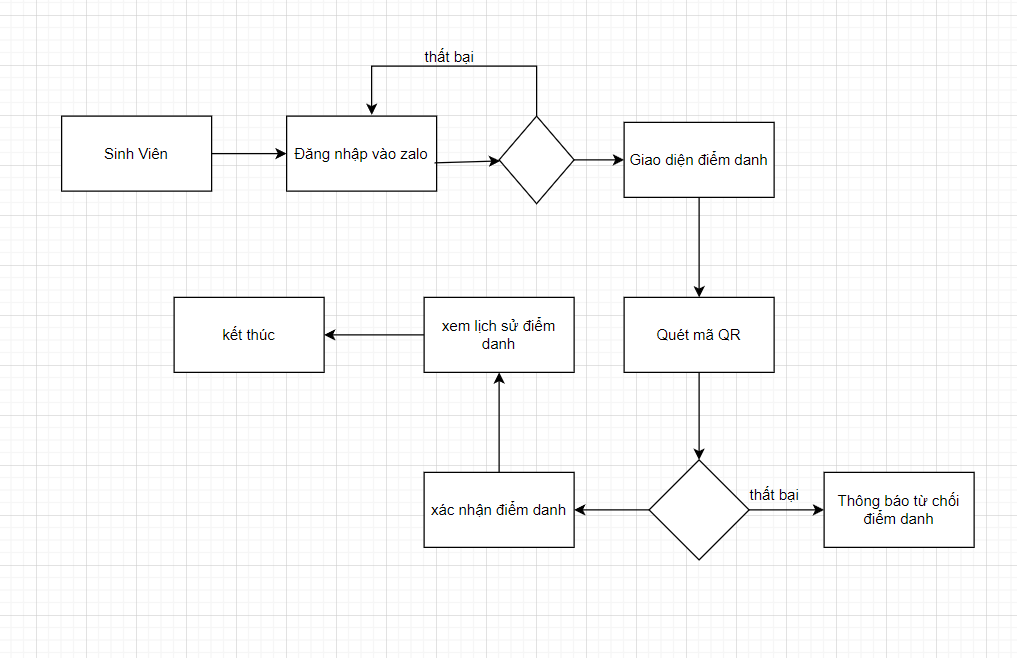 thất bại
Sinh Viên
Đăng nhập vào zalo
Giao diện điểm danh
kết thúc
xem lịch sử điểm
danh
Quét mã QR
xác nhận điểm danh
thất bại
Thông báo từ chối
điểm danh